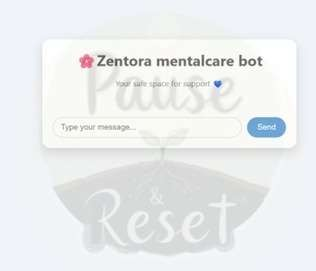 Pause
🌸 Zentora mentalcare bot
Your safe space for support 💙
Type your message...
Send
&
Reset